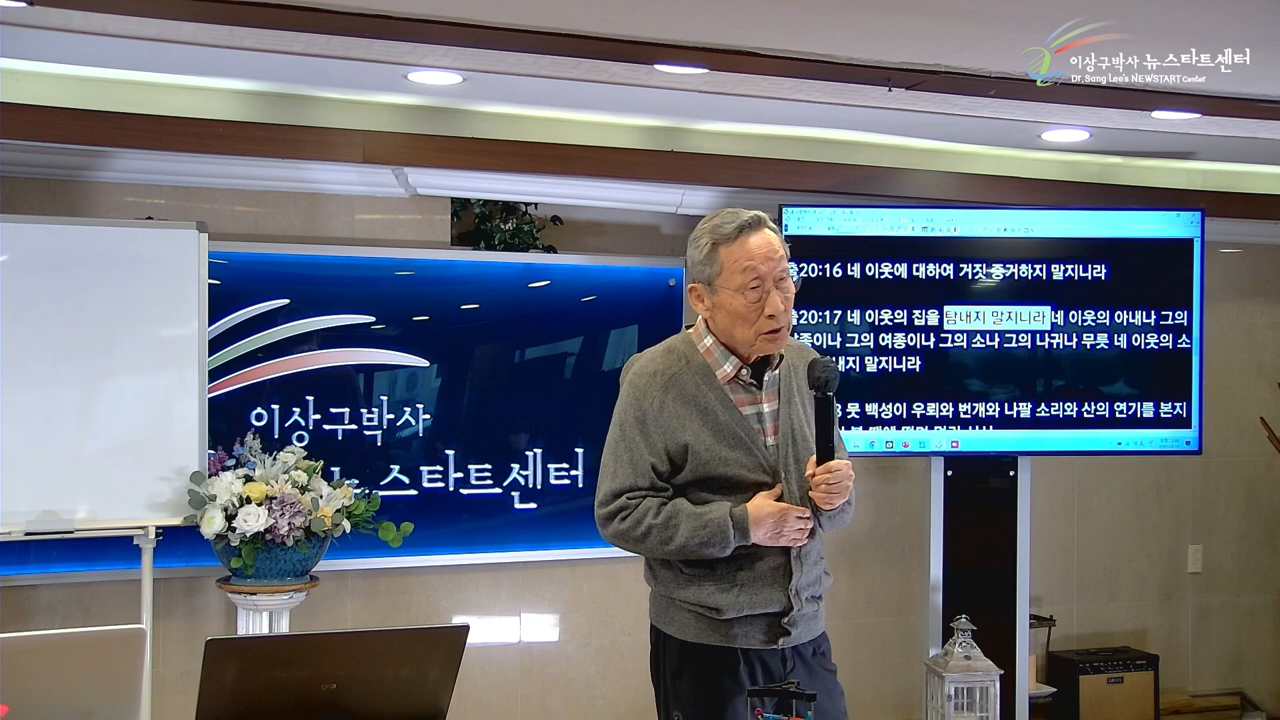 이상구박사 뉴스타트센터
Dr. Sang Lee's NEWSTART Center
출20:16 네 이웃에 대하여 거짓 증거하지 말지니라
20:17 네 이웃의 집을 탐내지 말지니라 네 이웃의 아내나 그의
종이나 그의 여종이나 그의 소나 그의 나귀나 무릇 네 이웃의 소
내지 말지니라
뭇 백성이 우뢰와 번개와 나팔 소리와 산의 연기를 본지
이상구박사
스타트센터